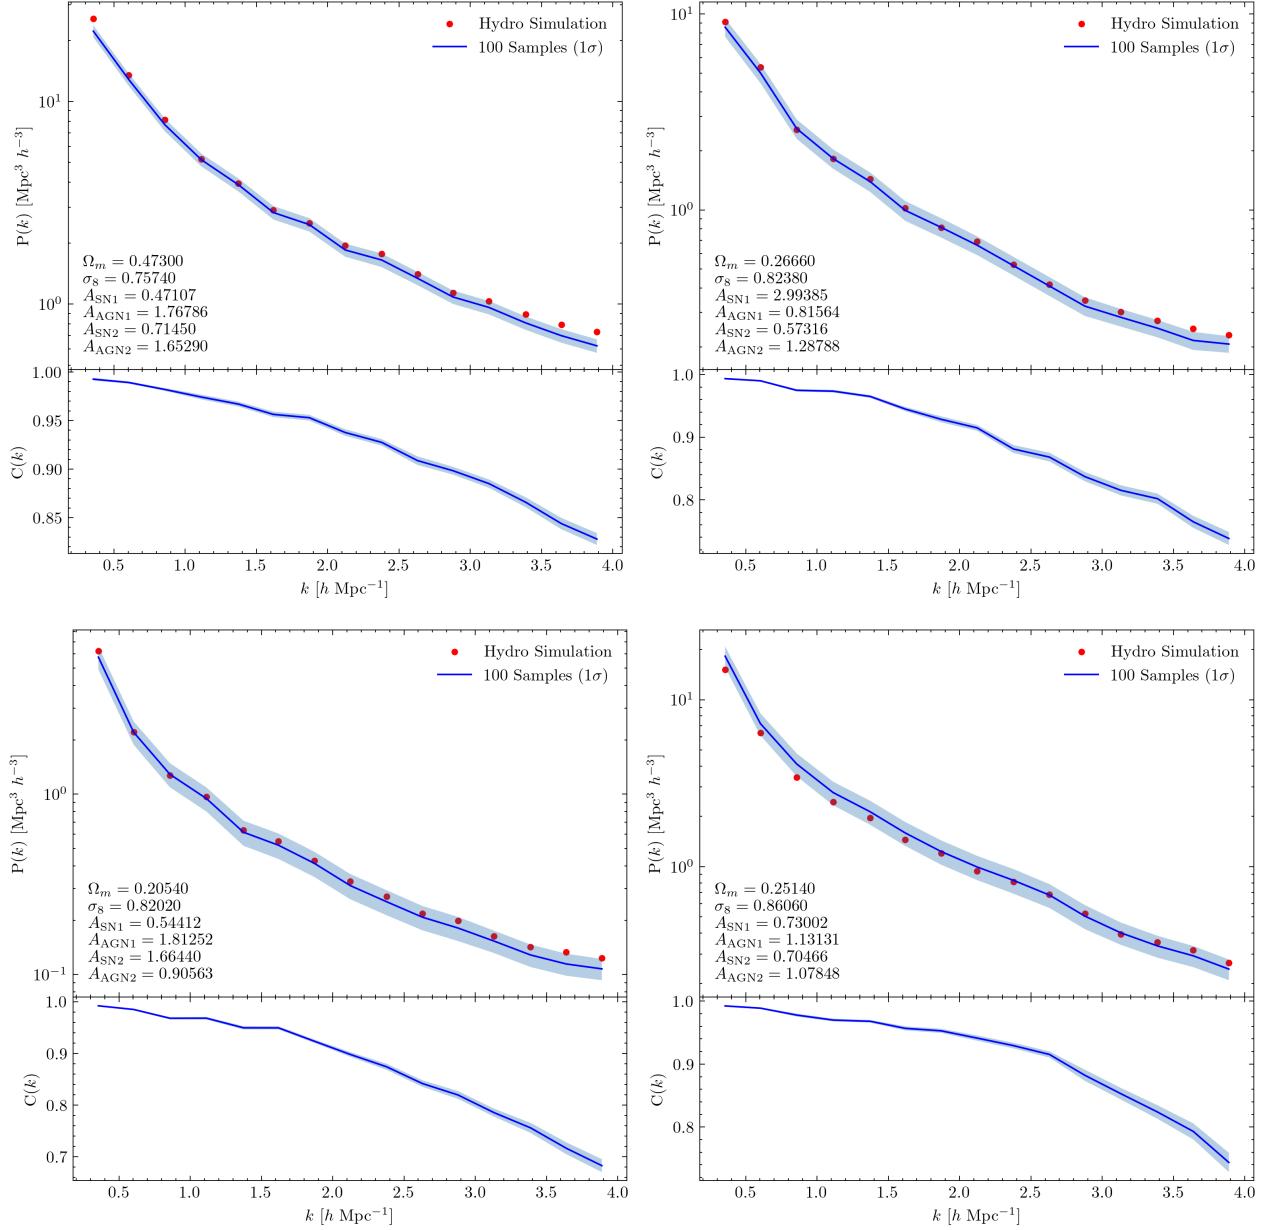 Hydro Simulation
100 Samples (1σ)
P(k) [Mpc³ h⁻³]
10¹
10⁰
Ω_m = 0.47300
σ₈ = 0.75740
A_SN1 = 0.47107
A_AGN1 = 1.76786
A_SN2 = 0.71450
A_AGN2 = 1.65290
C(k)
1.00
0.95
0.90
0.85
0.5 1.0 1.5 2.0 2.5 3.0 3.5 4.0
k [h Mpc⁻¹]
Hydro Simulation
100 Samples (1σ)
P(k) [Mpc³ h⁻³]
10¹
10⁰
Ω_m = 0.26660
σ₈ = 0.82380
A_SN1 = 2.99385
A_AGN1 = 0.81564
A_SN2 = 0.57316
A_AGN2 = 1.28788
C(k)
1.0
0.9
0.8
0.5 1.0 1.5 2.0 2.5 3.0 3.5 4.0
k [h Mpc⁻¹]
Hydro Simulation
100 Samples (1σ)
P(k) [Mpc³ h⁻³]
10⁰
10⁻¹
Ω_m = 0.20540
σ₈ = 0.82020
A_SN1 = 0.54412
A_AGN1 = 1.81252
A_SN2 = 1.66440
A_AGN2 = 0.90563
C(k)
1.0
0.9
0.8
0.7
0.5 1.0 1.5 2.0 2.5 3.0 3.5 4.0
k [h Mpc⁻¹]
Hydro Simulation
100 Samples (1σ)
P(k) [Mpc³ h⁻³]
10¹
10⁰
Ω_m = 0.25140
σ₈ = 0.86060
A_SN1 = 0.73002
A_AGN1 = 1.13131
A_SN2 = 0.70466
A_AGN2 = 1.07848
C(k)
1.0
0.9
0.8
0.5 1.0 1.5 2.0 2.5 3.0 3.5 4.0
k [h Mpc⁻¹]